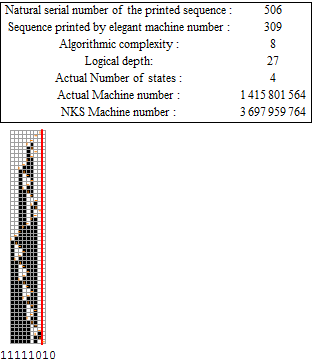 Natural serial number of the printed sequence : 506
Sequence printed by elegant machine number : 309
Algorithmic complexity : 8
Logical depth: 27
Actual Number of states : 4
Actual Machine number : 1 415 801 564
NKS Machine number : 3 697 959 764
11111010